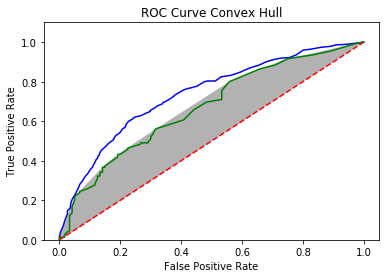 ROC Curve Convex Hull
True Positive Rate
1.0
0.8
0.6
0.4
0.2
0.0
0.0 0.2 0.4 0.6 0.8 1.0
False Positive Rate